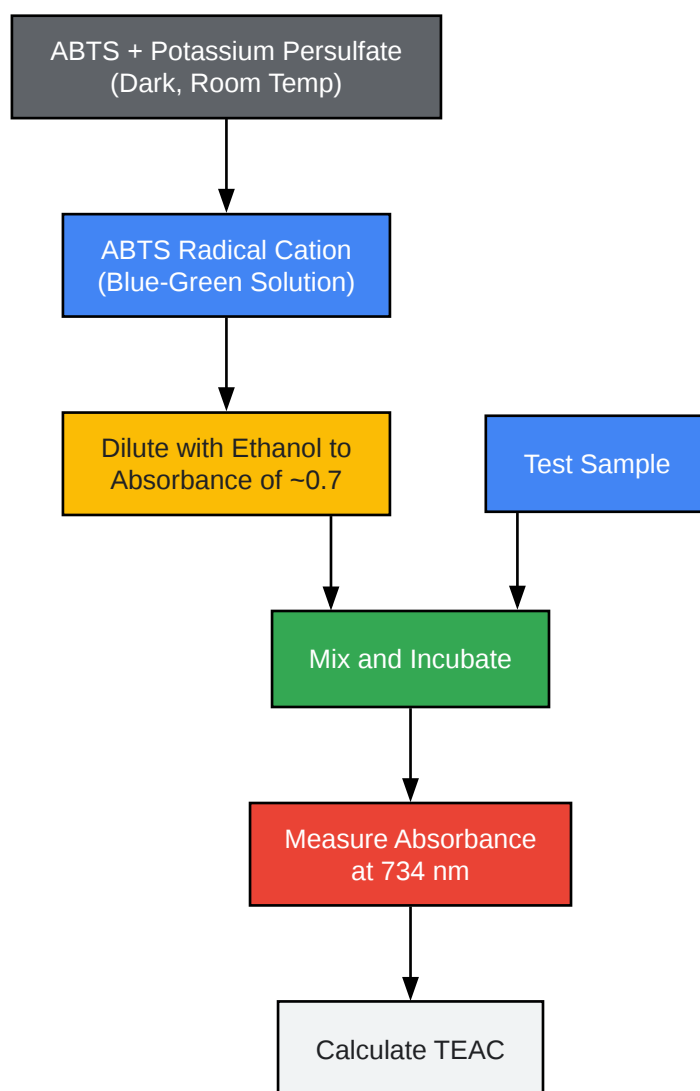 ABTS + Potassium Persulfate
(Dark, Room Temp)
ABTS Radical Cation
(Blue-Green Solution)
Dilute with Ethanol to
Absorbance of ~0.7
Test Sample
Mix and Incubate
Measure Absorbance
at 734 nm
Calculate TEAC